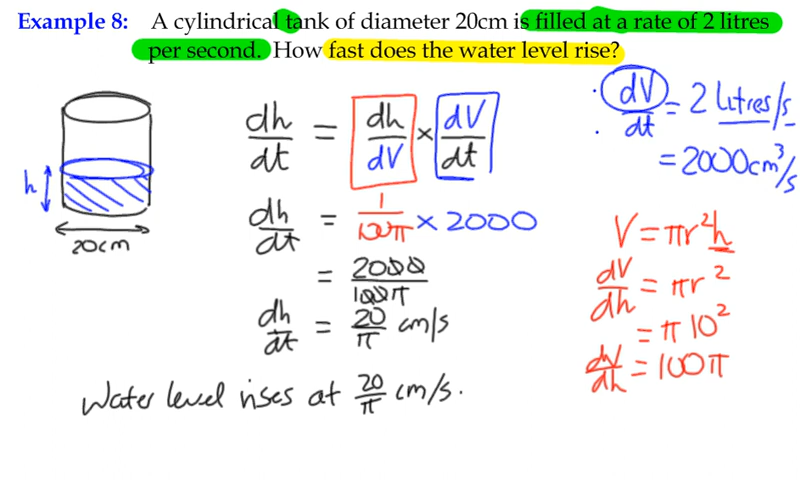 Example 8: A cylindrical tank of diameter 20cm is filled at a rate of 2 litres
per second. How fast does the water level rise?
h
20cm
dh/dt = dh/dV × dV/dt
dh/dt = 1/100π × 2000
= 2000/100π
dh/dt = 20/π cm/s
Water level rises at 20/π cm/s.
dV/dt = 2 litres/s
= 2000cm³/s
V = πr²h
dV/dh = πr²
= π10²
dV/dh = 100π